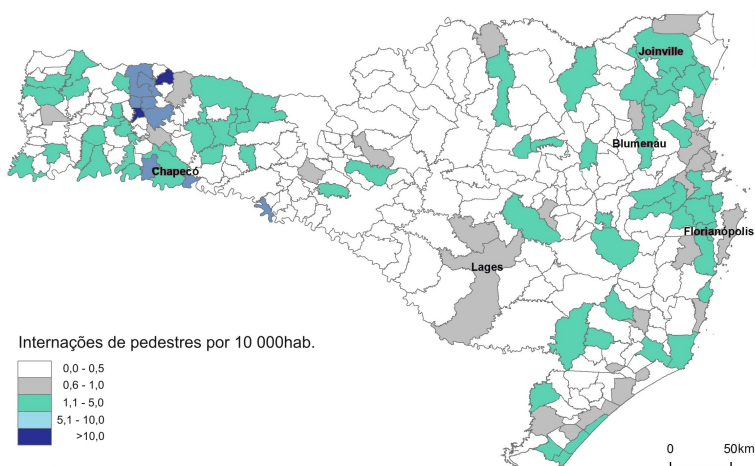 Joinville
Blumenau
Chapecó
Florianópolis
Lages
Internações de pedestres por 10 000hab.
0,0 - 0,5
0,6 - 1,0
1,1 - 5,0
5,1 - 10,0
>10,0
0 50km